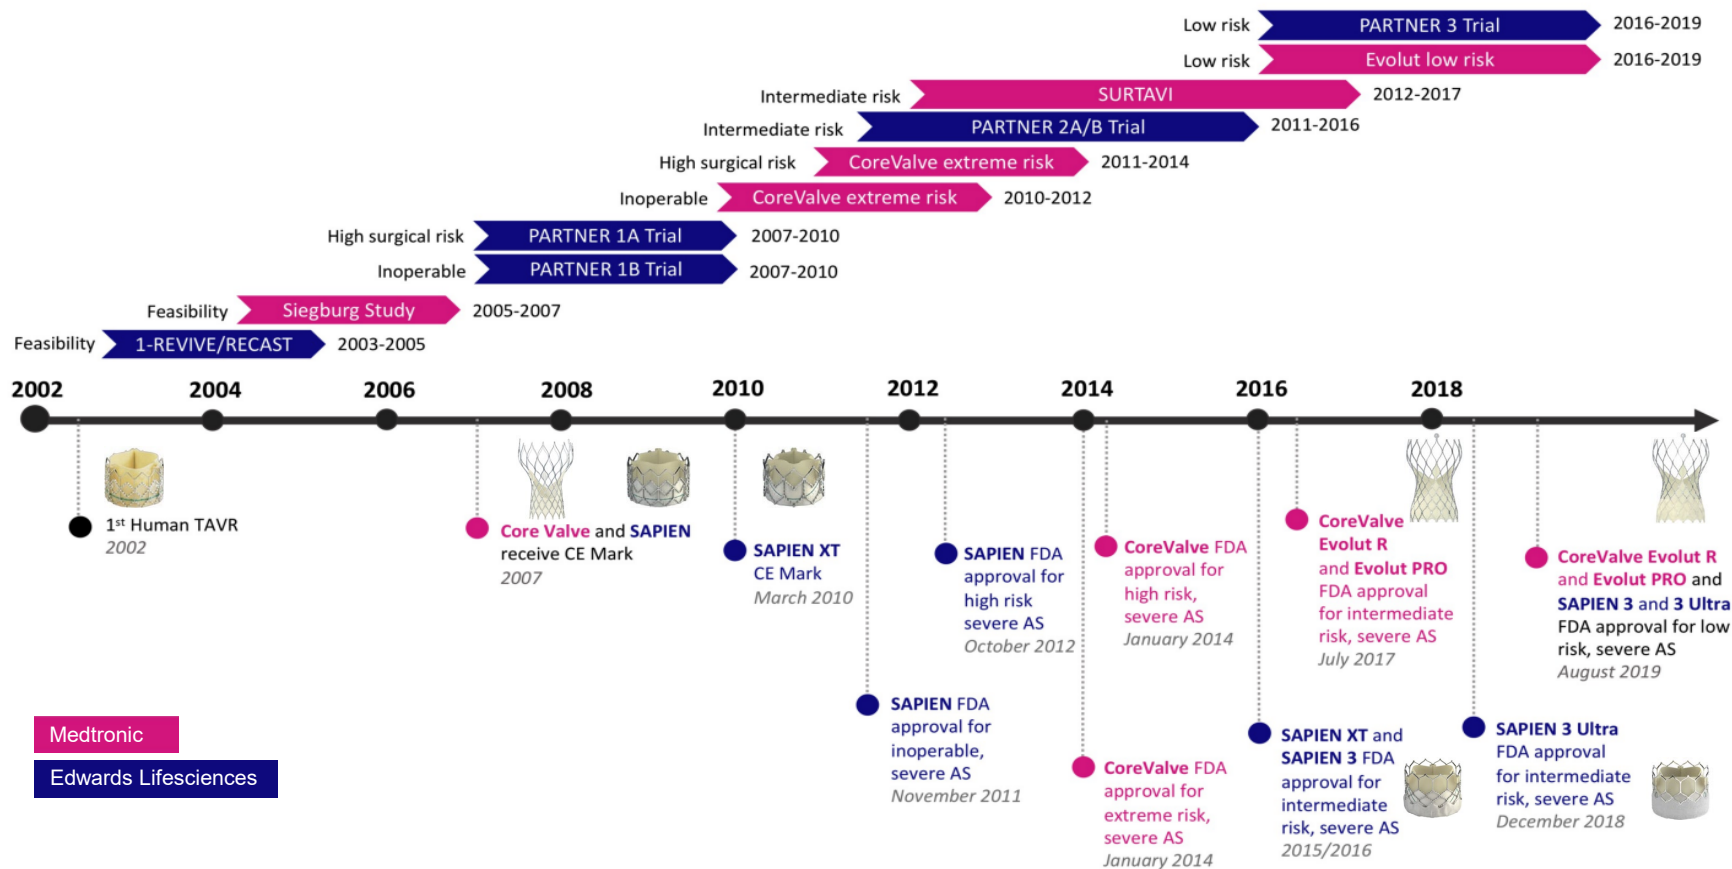 Low risk PARTNER 3 Trial 2016-2019
Low risk Evolut low risk 2016-2019
Intermediate risk SURTAVI 2012-2017
Intermediate risk PARTNER 2A/B Trial 2011-2016
High surgical risk CoreValve extreme risk 2011-2014
Inoperable CoreValve extreme risk 2010-2012
High surgical risk PARTNER 1A Trial 2007-2010
Inoperable PARTNER 1B Trial 2007-2010
Feasibility Siegburg Study 2005-2007
Feasibility 1-REVIVE/RECAST 2003-2005
2002 2004 2006 2008 2010 2012 2014 2016 2018
1st Human TAVR
2002
Core Valve and SAPIEN
receive CE Mark
2007
SAPIEN XT
CE Mark
March 2010
SAPIEN FDA
approval for
inoperable,
severe AS
November 2011
SAPIEN FDA
approval for
high risk
severe AS
October 2012
CoreValve FDA
approval for
extreme risk,
severe AS
January 2014
CoreValve FDA
approval for
high risk,
severe AS
January 2014
SAPIEN XT and
SAPIEN 3 FDA
approval for
intermediate
risk, severe AS
2015/2016
CoreValve
Evolut R
and Evolut PRO
FDA approval
for intermediate
risk, severe AS
July 2017
SAPIEN 3 Ultra
FDA approval
for intermediate
risk, severe AS
December 2018
CoreValve Evolut R
and Evolut PRO and
SAPIEN 3 and 3 Ultra
FDA approval for low
risk, severe AS
August 2019
Medtronic
Edwards Lifesciences